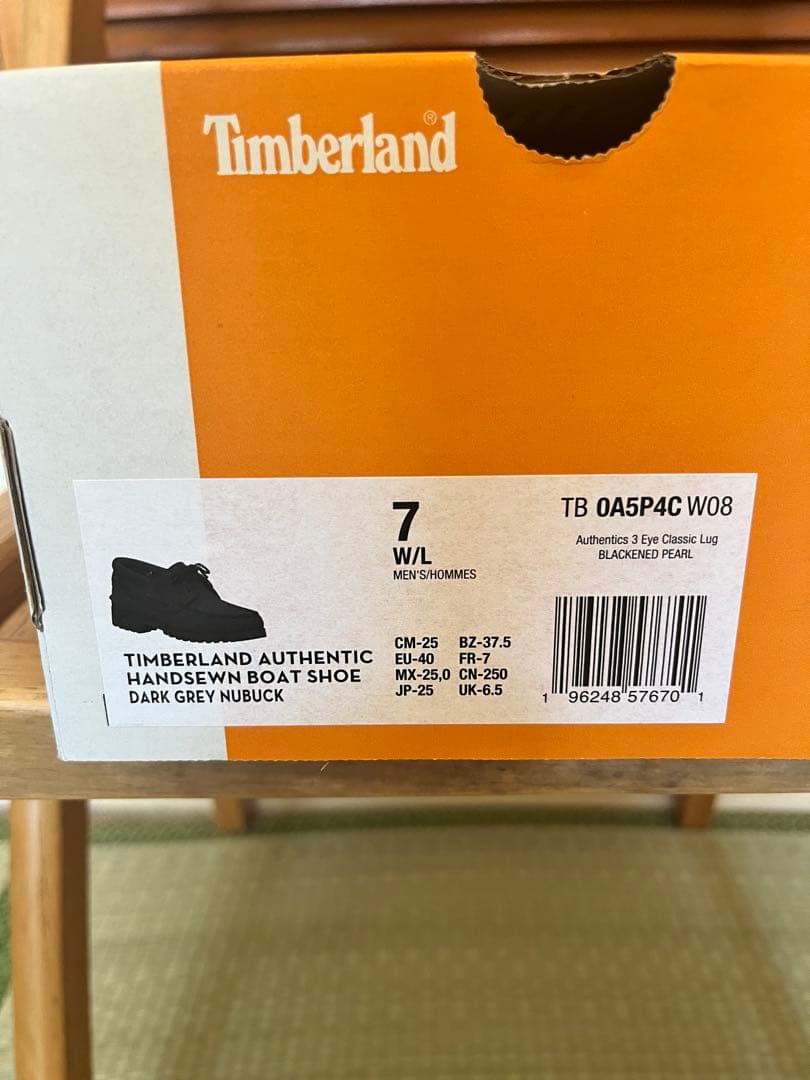 Timberland®
7
W/L
MEN'S/HOMMES
TB 0A5P4C W08
Authentics 3 Eye Classic Lug
BLACKENED PEARL
TIMBERLAND AUTHENTIC
HANDSEWN BOAT SHOE
DARK GREY NUBUCK
CM-25 BZ-37.5
EU-40 FR-7
MX-25,0 CN-250
JP-25 UK-6.5
1 96248 57670 1